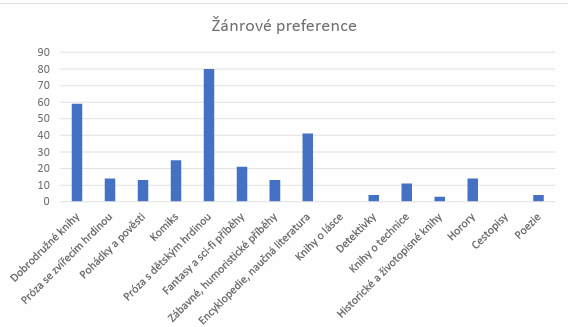 Žánrové preference
90
80
70
60
50
40
30
20
10
0
Dobrodružné knihy
Próza se zvířecím hrdinou
Pohádky a pověsti
Komiks
Próza s dětským hrdinou
Fantasy a sci-fi příběhy
Zábavné, humoristické příběhy
Encyklopedie, naučná literatura
Knihy o lásce
Detektivky
Knihy o technice
Historické a životopisné knihy
Horory
Cestopisy
Poezie